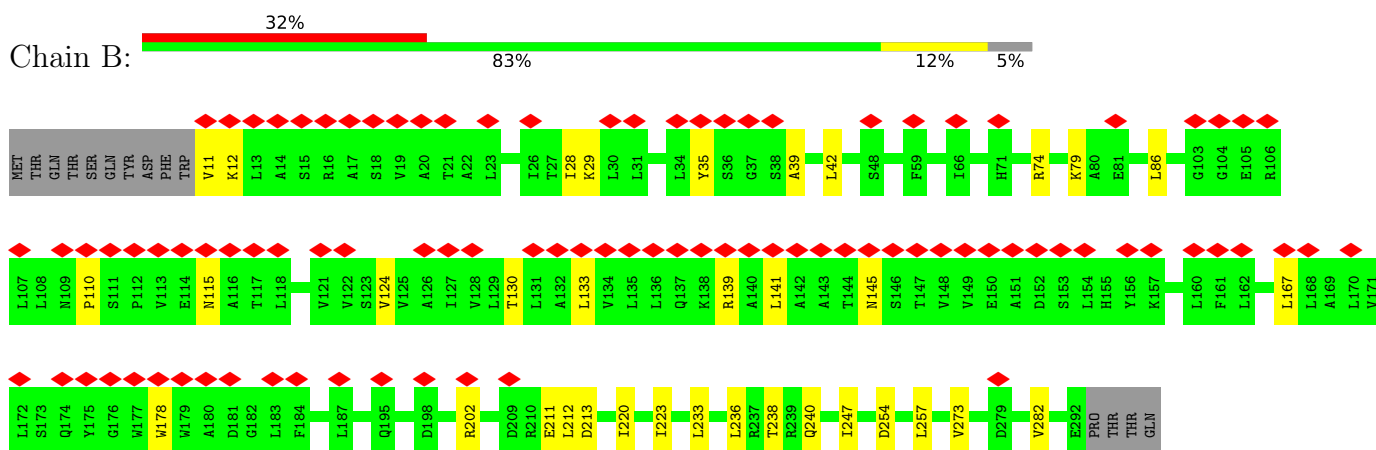 32%
Chain B:
83% 12% 5%
MET THR GLN THR SER GLN TYR ASP PHE TRP V11 K12 L13 A14 S15 R16 A17 S18 V19 A20 T21 A22 L23 I26 T27 I28 K29 L30 L31 L34 Y35 S36 G37 S38 A39 L42 S48 F59 I66 H71 R74 K79 A80 E81 L86 G103 G104 E105 R106
L107 L108 N109 P110 S111 P112 V113 E114 N115 A116 T117 L118 V121 V122 S123 V124 V125 A126 T127 V128 L129 T130 L131 A132 L133 V134 L135 L136 Q137 K138 R139 A140 L141 A142 A143 T144 N145 S146 T147 V148 V149 E150 A151 D152 S153 L154 H155 Y156 K157 L160 F161 L162 L167 L168 A169 L170 V171
L172 S173 Q174 Y175 G176 W177 W178 W179 A180 D181 G182 L183 F184 L187 Q195 D198 R202 D209 R210 E211 L212 D213 I220 I223 L233 L236 R237 T238 R239 Q240 I247 D254 L257 V273 D279 V282 E292 PRO THR THR GLN